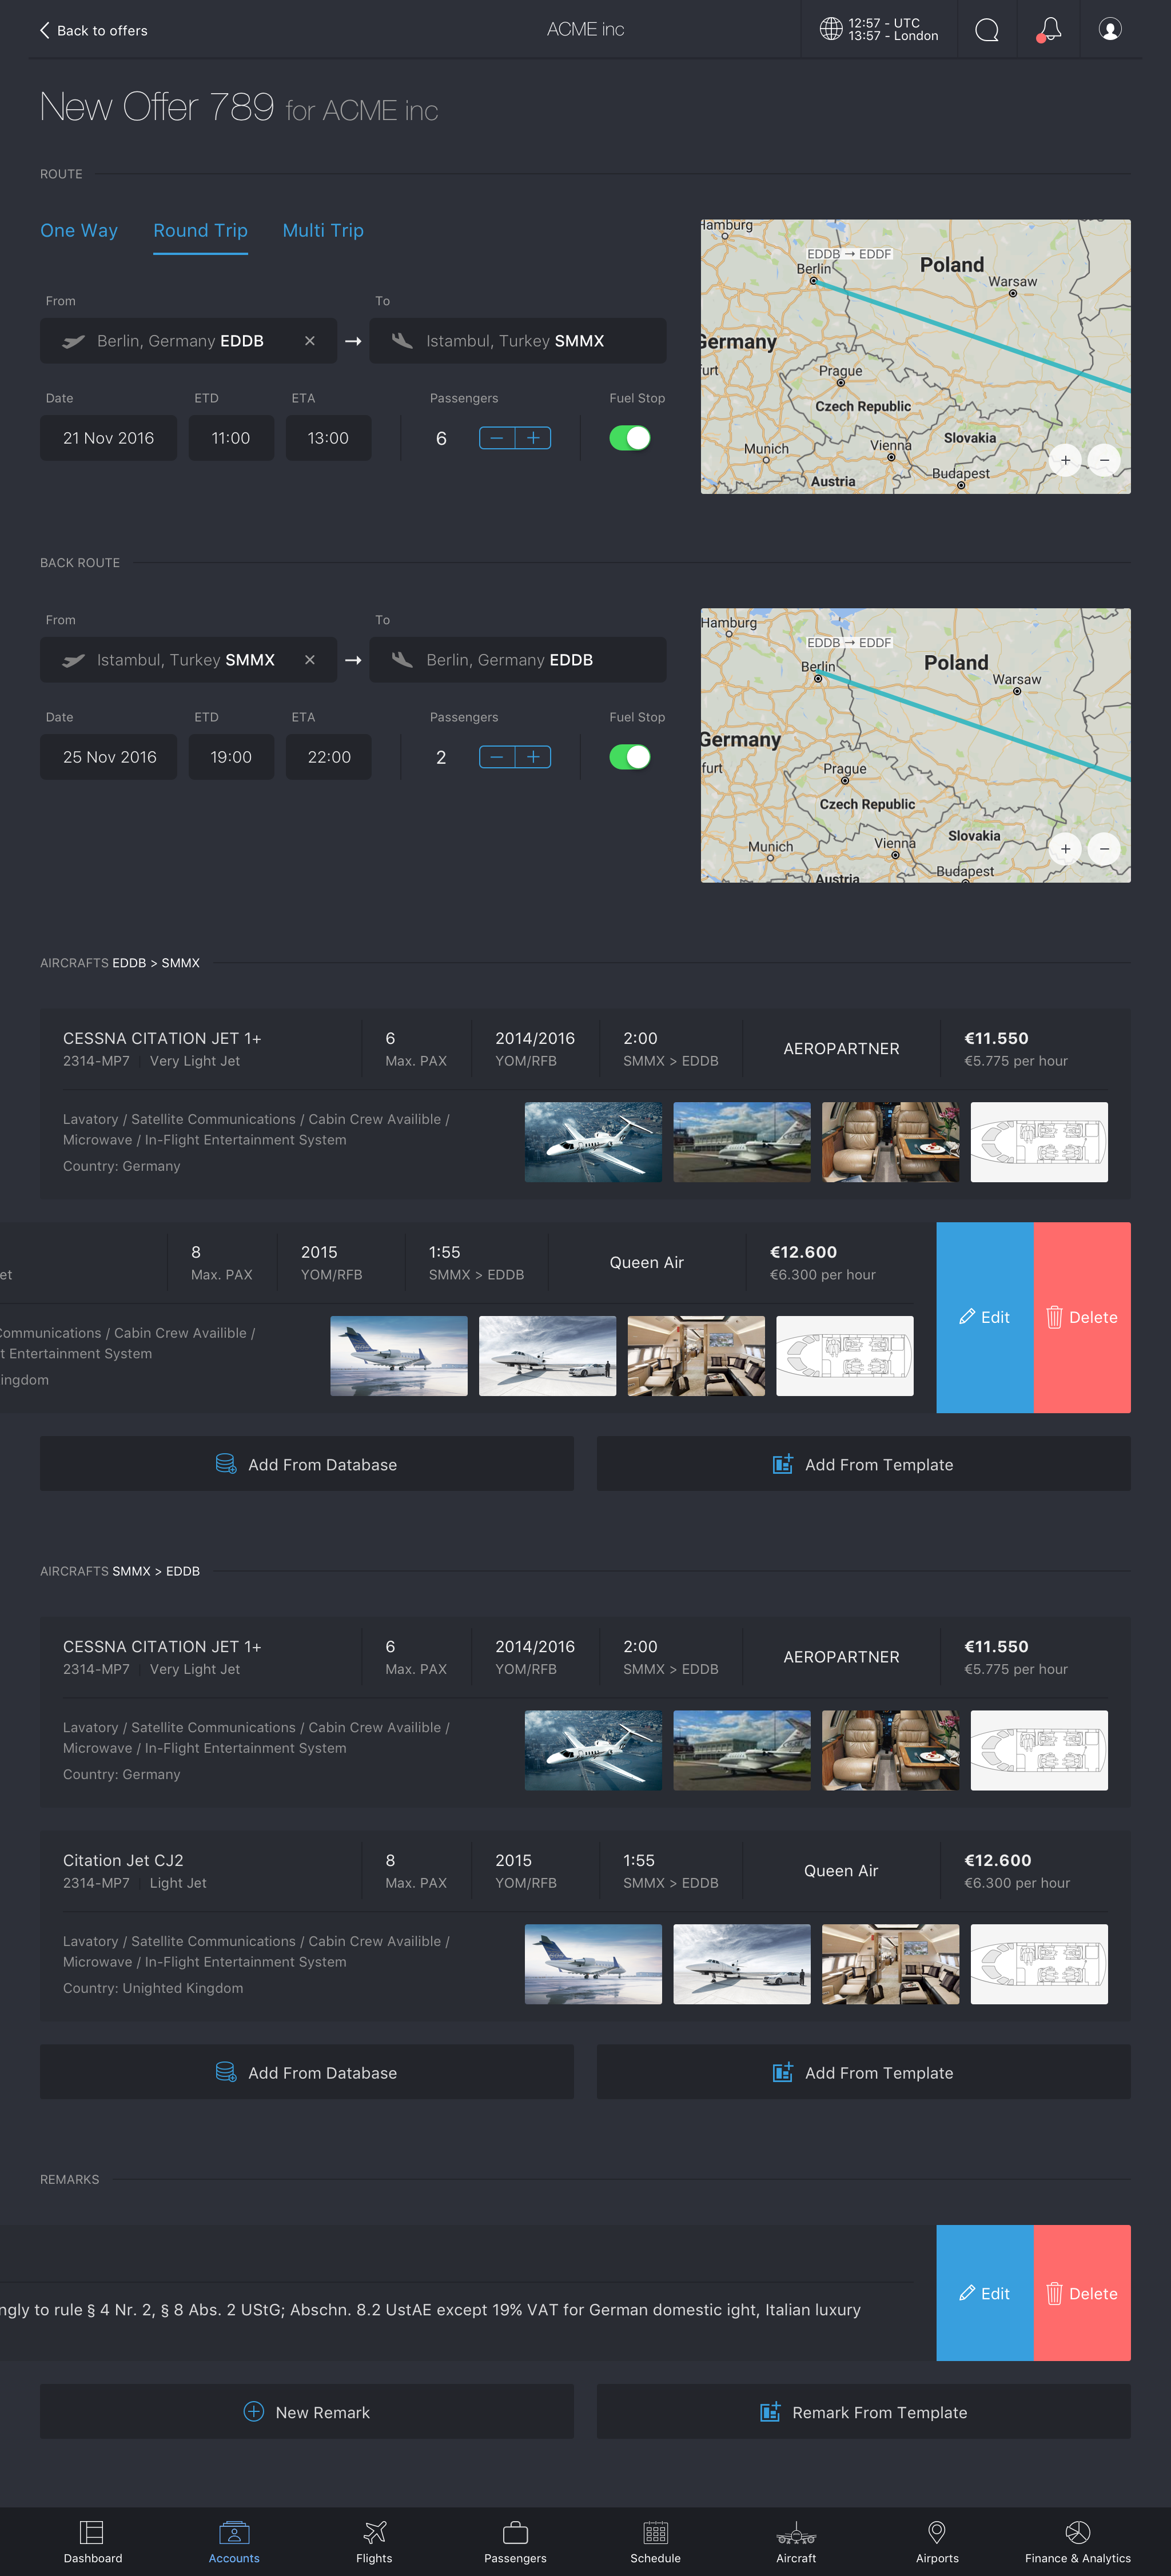 Back to offers
ACME inc
12:57 - UTC
13:57 - London
New Offer 789 for ACME inc
ROUTE
One Way Round Trip Multi Trip
From To
Berlin, Germany EDDB Istambul, Turkey SMMX
Date ETD ETA Passengers Fuel Stop
21 Nov 2016 11:00 13:00 6
Hamburg
EDDB → EDDF
Berlin
Poland
Warsaw
Germany
furt
Prague
Czech Republic
Slovakia
Munich
Vienna
Budapest
Austria
BACK ROUTE
From To
Istambul, Turkey SMMX Berlin, Germany EDDB
Date ETD ETA Passengers Fuel Stop
25 Nov 2016 19:00 22:00 2
Hamburg
EDDB → EDDF
Berlin
Poland
Warsaw
Germany
furt
Prague
Czech Republic
Slovakia
Munich
Vienna
Budapest
Austria
AIRCRAFTS EDDB > SMMX
CESSNA CITATION JET 1+ 6 2014/2016 2:00 AEROPARTNER €11.550
2314-MP7 Very Light Jet Max. PAX YOM/RFB SMMX > EDDB €5.775 per hour
Lavatory / Satellite Communications / Cabin Crew Availible /
Microwave / In-Flight Entertainment System
Country: Germany
8 2015 1:55 Queen Air €12.600
et Max. PAX YOM/RFB SMMX > EDDB €6.300 per hour
Communications / Cabin Crew Availible /
t Entertainment System
ingdom
Edit Delete
Add From Database Add From Template
AIRCRAFTS SMMX > EDDB
CESSNA CITATION JET 1+ 6 2014/2016 2:00 AEROPARTNER €11.550
2314-MP7 Very Light Jet Max. PAX YOM/RFB SMMX > EDDB €5.775 per hour
Lavatory / Satellite Communications / Cabin Crew Availible /
Microwave / In-Flight Entertainment System
Country: Germany
Citation Jet CJ2 8 2015 1:55 Queen Air €12.600
2314-MP7 Light Jet Max. PAX YOM/RFB SMMX > EDDB €6.300 per hour
Lavatory / Satellite Communications / Cabin Crew Availible /
Microwave / In-Flight Entertainment System
Country: Unighted Kingdom
Add From Database Add From Template
REMARKS
ngly to rule § 4 Nr. 2, § 8 Abs. 2 UStG; Abschn. 8.2 UstAE except 19% VAT for German domestic ight, Italian luxury
Edit Delete
New Remark Remark From Template
Dashboard Accounts Flights Passengers Schedule Aircraft Airports Finance & Analytics